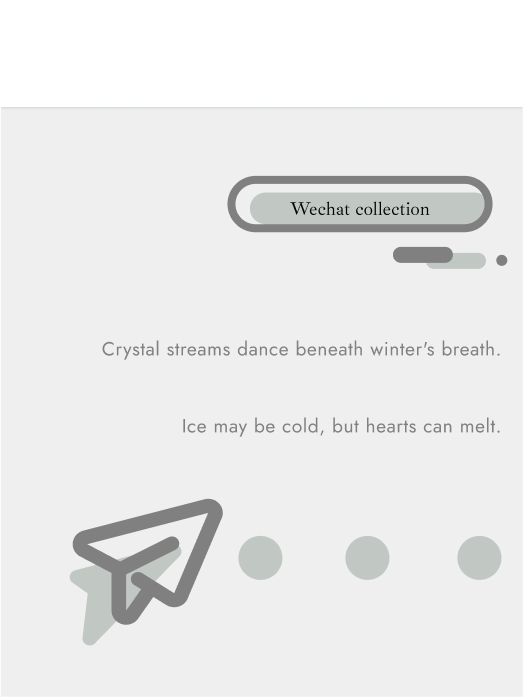 Wechat collection
Crystal streams dance beneath winter's breath.
Ice may be cold, but hearts can melt.